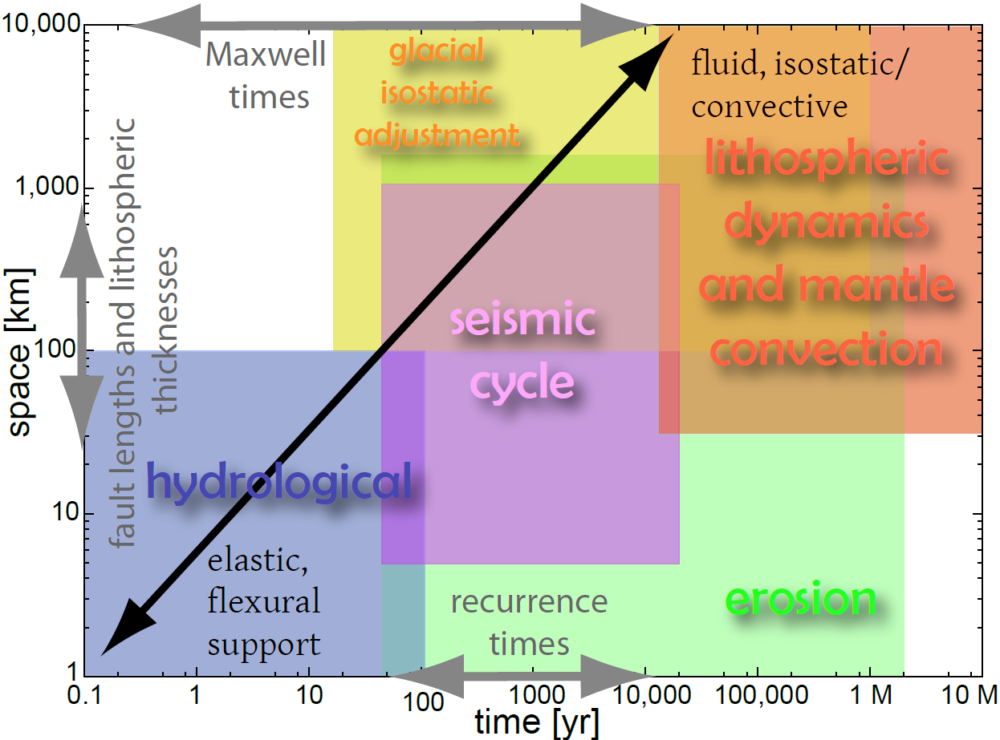 10,000
1,000
100
10
1
space [km]
fault lengths and lithospheric
thicknesses
Maxwell
times
glacial
isostatic
adjustment
fluid, isostatic/
convective
lithospheric
dynamics
and mantle
convection
seismic
cycle
hydrological
elastic,
flexural
support
recurrence
times
erosion
0.1
1
10
100
1000
10,000
100,000
1 M
10 M
time [yr]